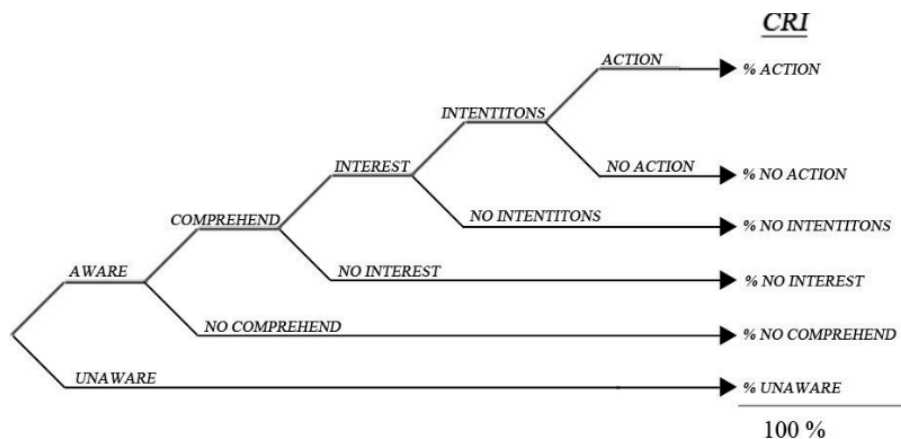 CRI
ACTION
% ACTION
INTENTITONS
INTEREST
NO ACTION
% NO ACTION
COMPREHEND
NO INTENTITONS
% NO INTENTITONS
AWARE
NO INTEREST
% NO INTEREST
NO COMPREHEND
% NO COMPREHEND
UNAWARE
% UNAWARE
100 %